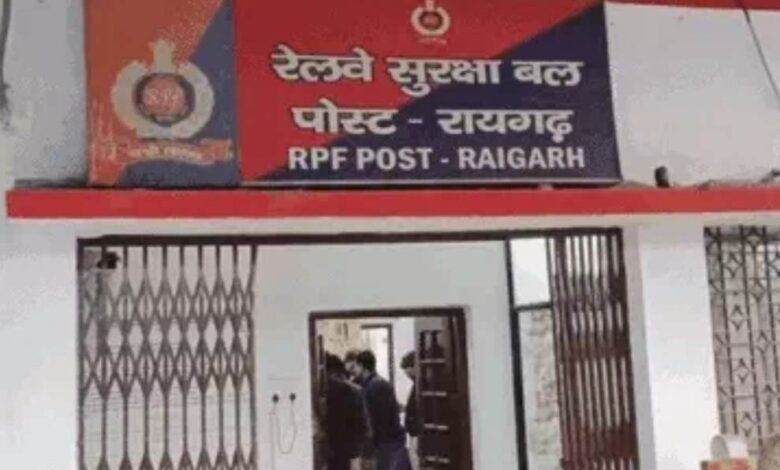 रेलवे सुरक्षा बल
पोस्ट - रायगढ़
RPF POST - RAIGARH